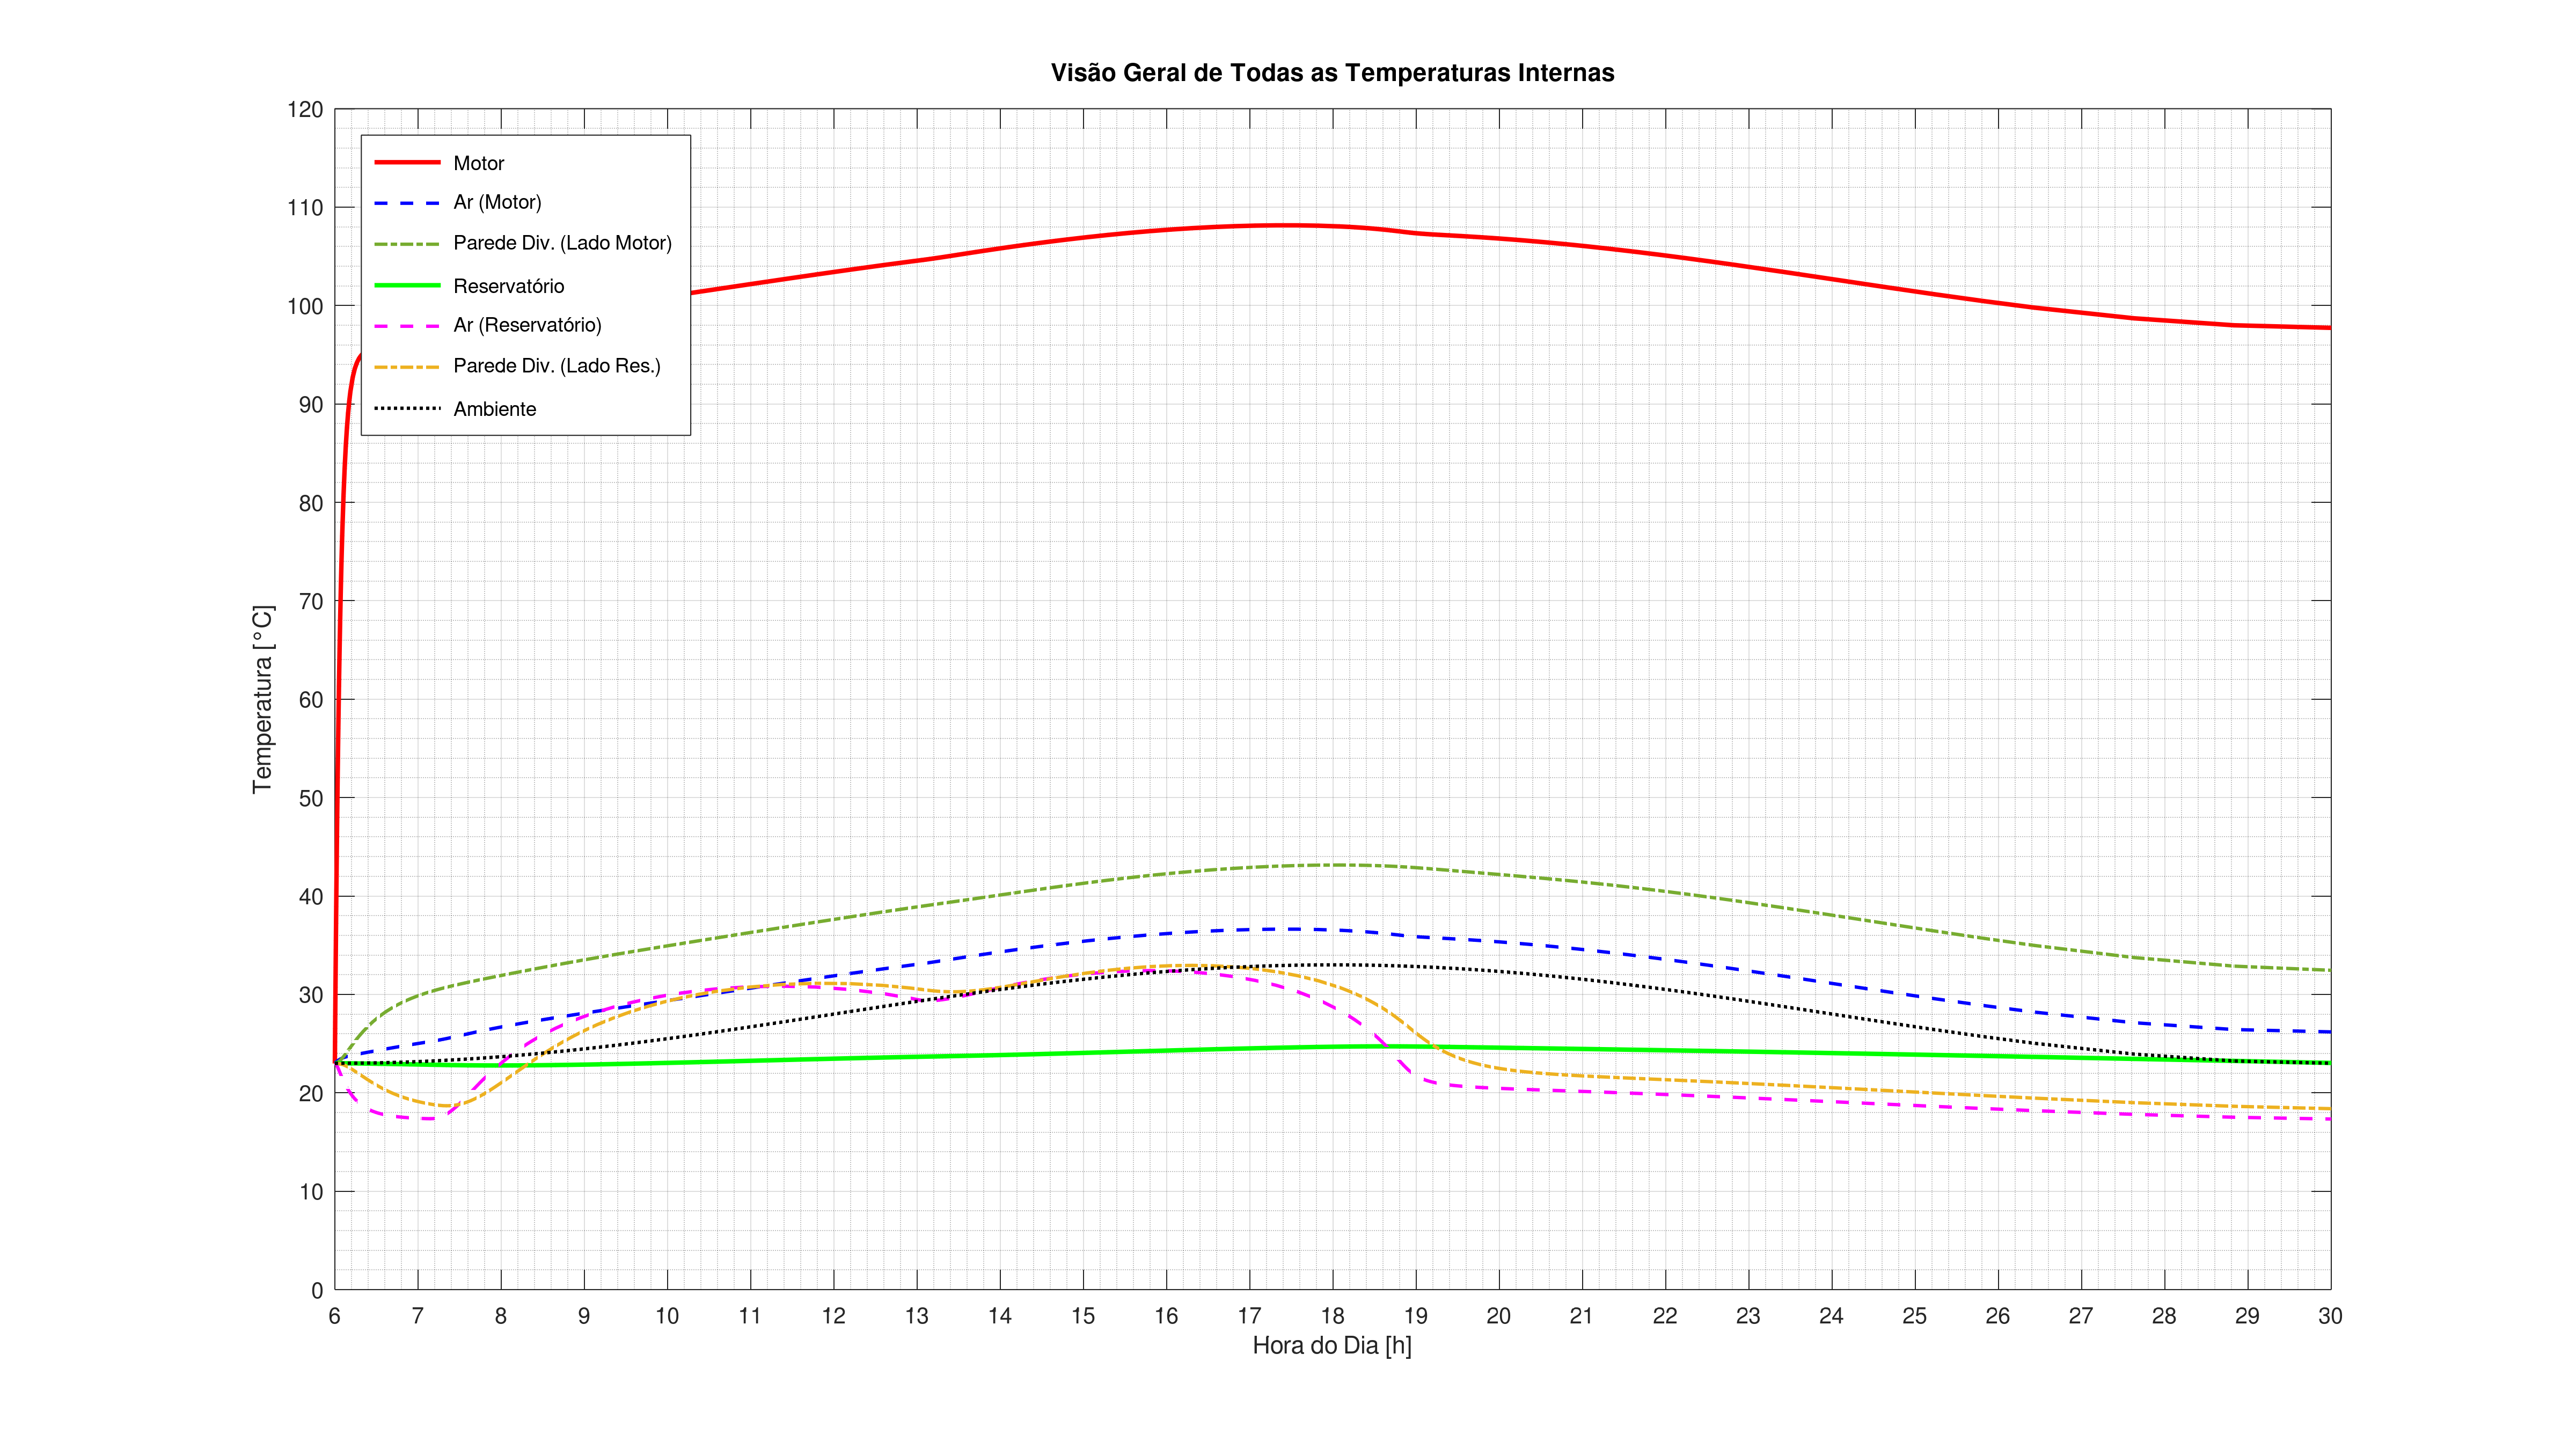 Visão Geral de Todas as Temperaturas Internas
120
110
100
90
80
70
60
50
40
30
20
10
0
Temperatura [°C]
Motor
Ar (Motor)
Parede Div. (Lado Motor)
Reservatório
Ar (Reservatório)
Parede Div. (Lado Res.)
Ambiente
6 7 8 9 10 11 12 13 14 15 16 17 18 19 20 21 22 23 24 25 26 27 28 29 30
Hora do Dia [h]